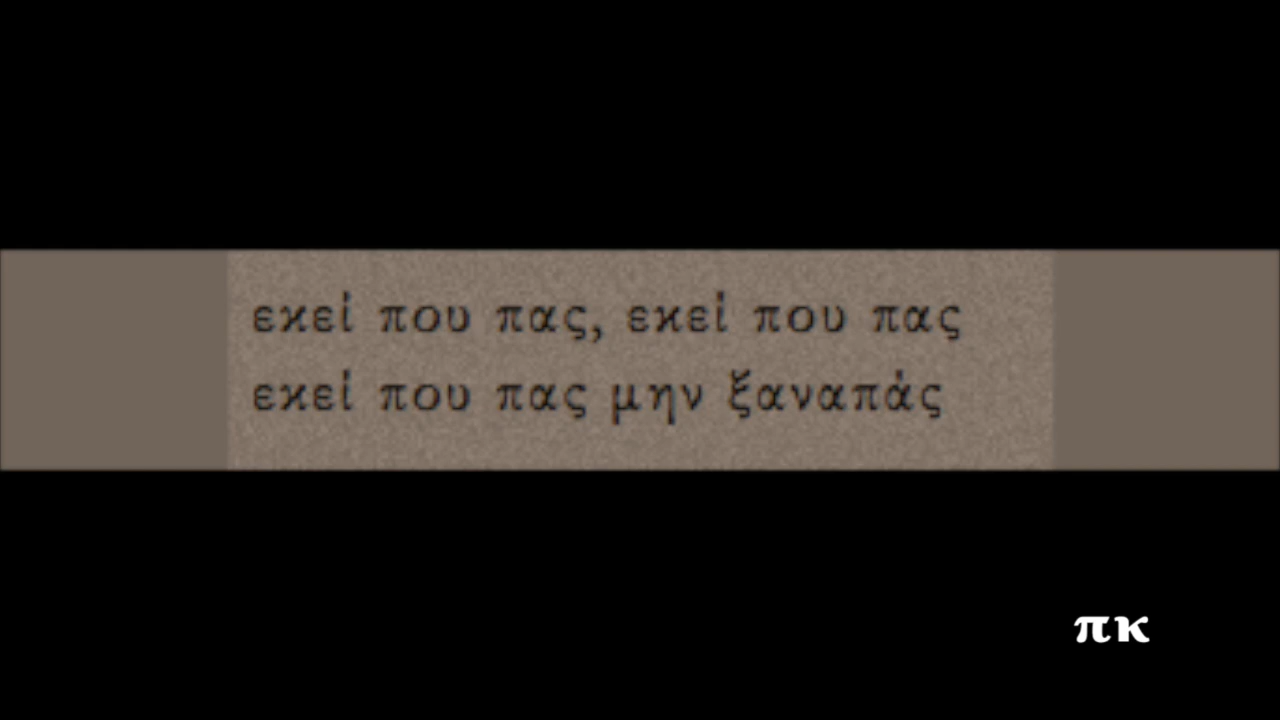 εκεί που πας, εκεί που πας
εκεί που πας μην ξαναπάς
πκ